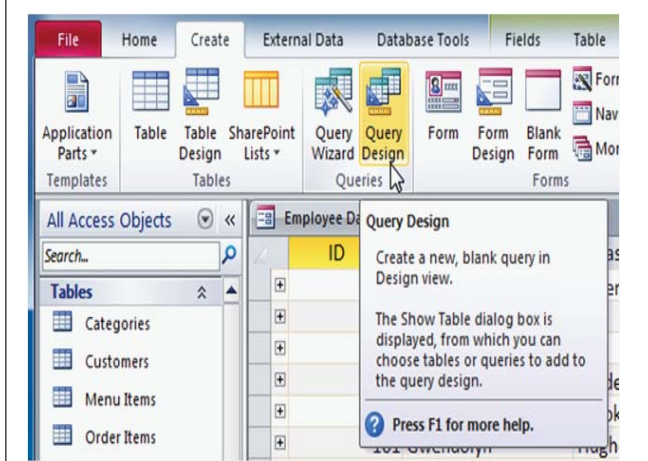 File Home Create External Data Database Tools Fields Table
Application Parts Table Table Design SharePoint Lists Query Wizard Query Design Form Form Design Blank Form
Templates Tables Queries Forms
All Access Objects «
Search...
Tables
Categories
Customers
Menu Items
Order Items
ID
Query Design
Create a new, blank query in
Design view.
The Show Table dialog box is
displayed, from which you can
choose tables or queries to add to
the query design.
Press F1 for more help.